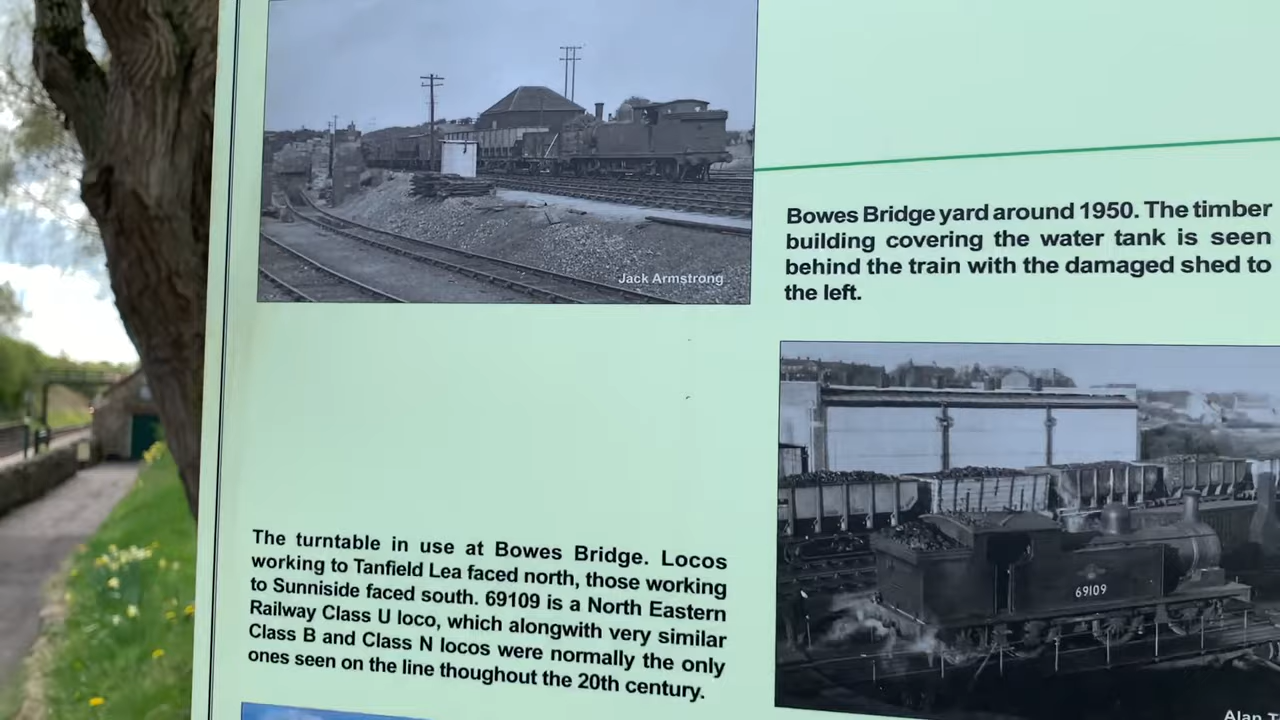 Jack Armstrong
Bowes Bridge yard around 1950. The timber
building covering the water tank is seen
behind the train with the damaged shed to
the left.
The turntable in use at Bowes Bridge. Locos
working to Tanfield Lea faced north, those working
to Sunniside faced south. 69109 is a North Eastern
Railway Class U loco, which alongwith very similar
Class B and Class N locos were normally the only
ones seen on the line thoughout the 20th century.
69109
Alan